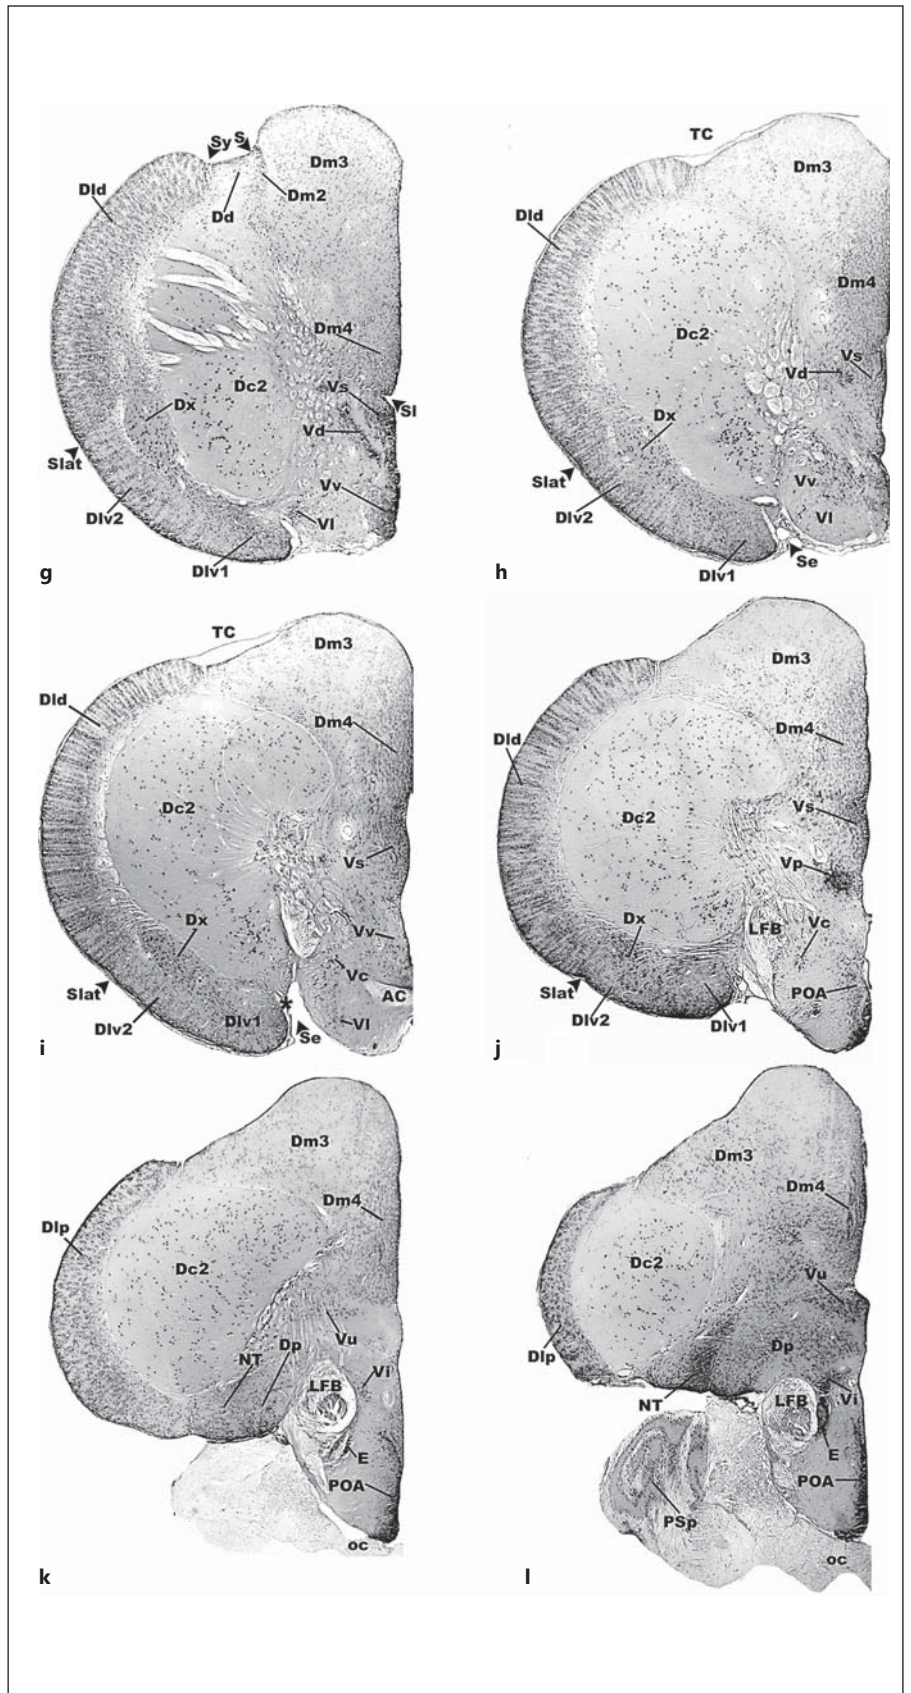 Sy S
Dm3
Dld
Dm2
Dd
Dm4
Dc2
Vs
Sl
Dx
Vd
Slat
Vv
Dlv2
Vl
Dlv1
g
TC
Dm3
Dld
Dm4
Dc2
Vs
Vd
Dx
Slat
Vv
Dlv2
Vl
Se
Dlv1
h
TC
Dm3
Dld
Dm4
Dc2
Vs
Dx
Vv
Vc
Slat
AC
Dlv2
Dlv1
*
Vl
Se
i
Dm3
Dm4
Dld
Vs
Dc2
Vp
Dx
Vc
LFB
Slat
POA
Dlv2
Dlv1
j
Dm3
Dm4
Dlp
Dc2
Vu
Dp
NT
Vi
LFB
E
POA
oc
k
Dm3
Dm4
Dc2
Vu
Dlp
Dp
NT
LFB
Vi
E
POA
PSp
oc
l